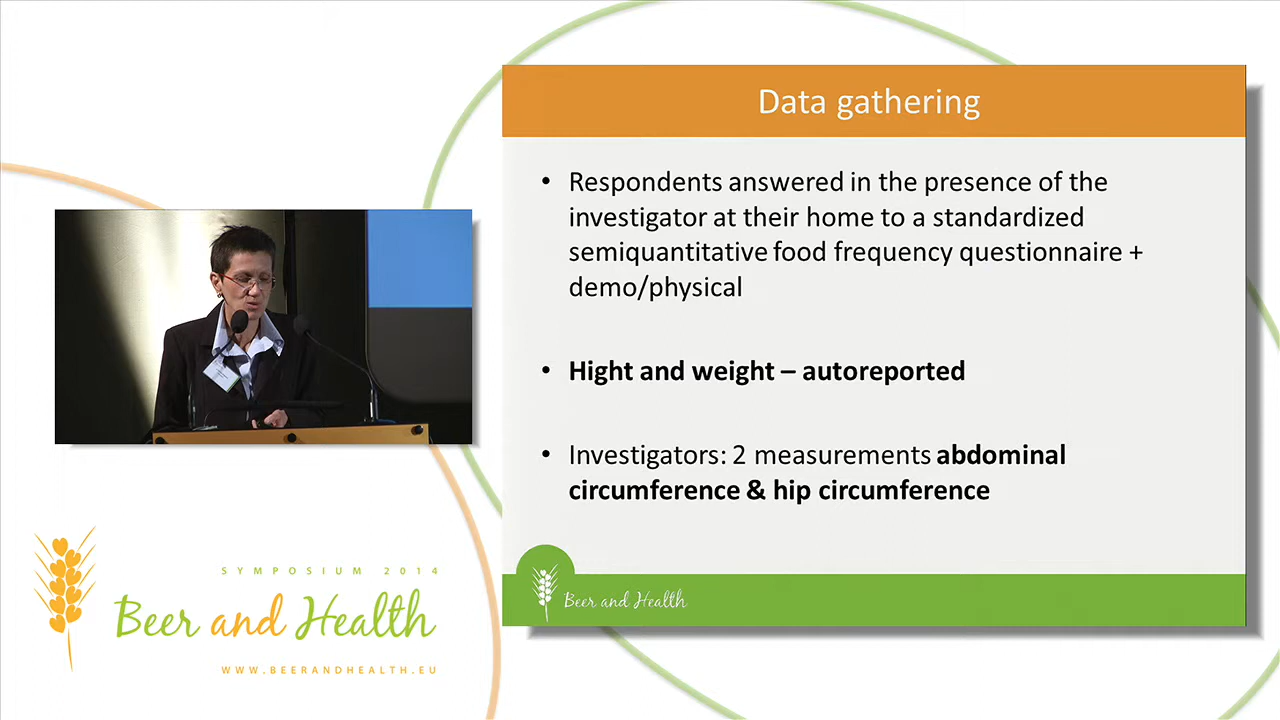 Data gathering
• Respondents answered in the presence of the
investigator at their home to a standardized
semiquantitative food frequency questionnaire +
demo/physical
• Hight and weight – autoreported
• Investigators: 2 measurements abdominal
circumference & hip circumference
Beer and Health
SYMPOSIUM 2014
Beer and Health
WWW.BEERANDHEALTH.EU